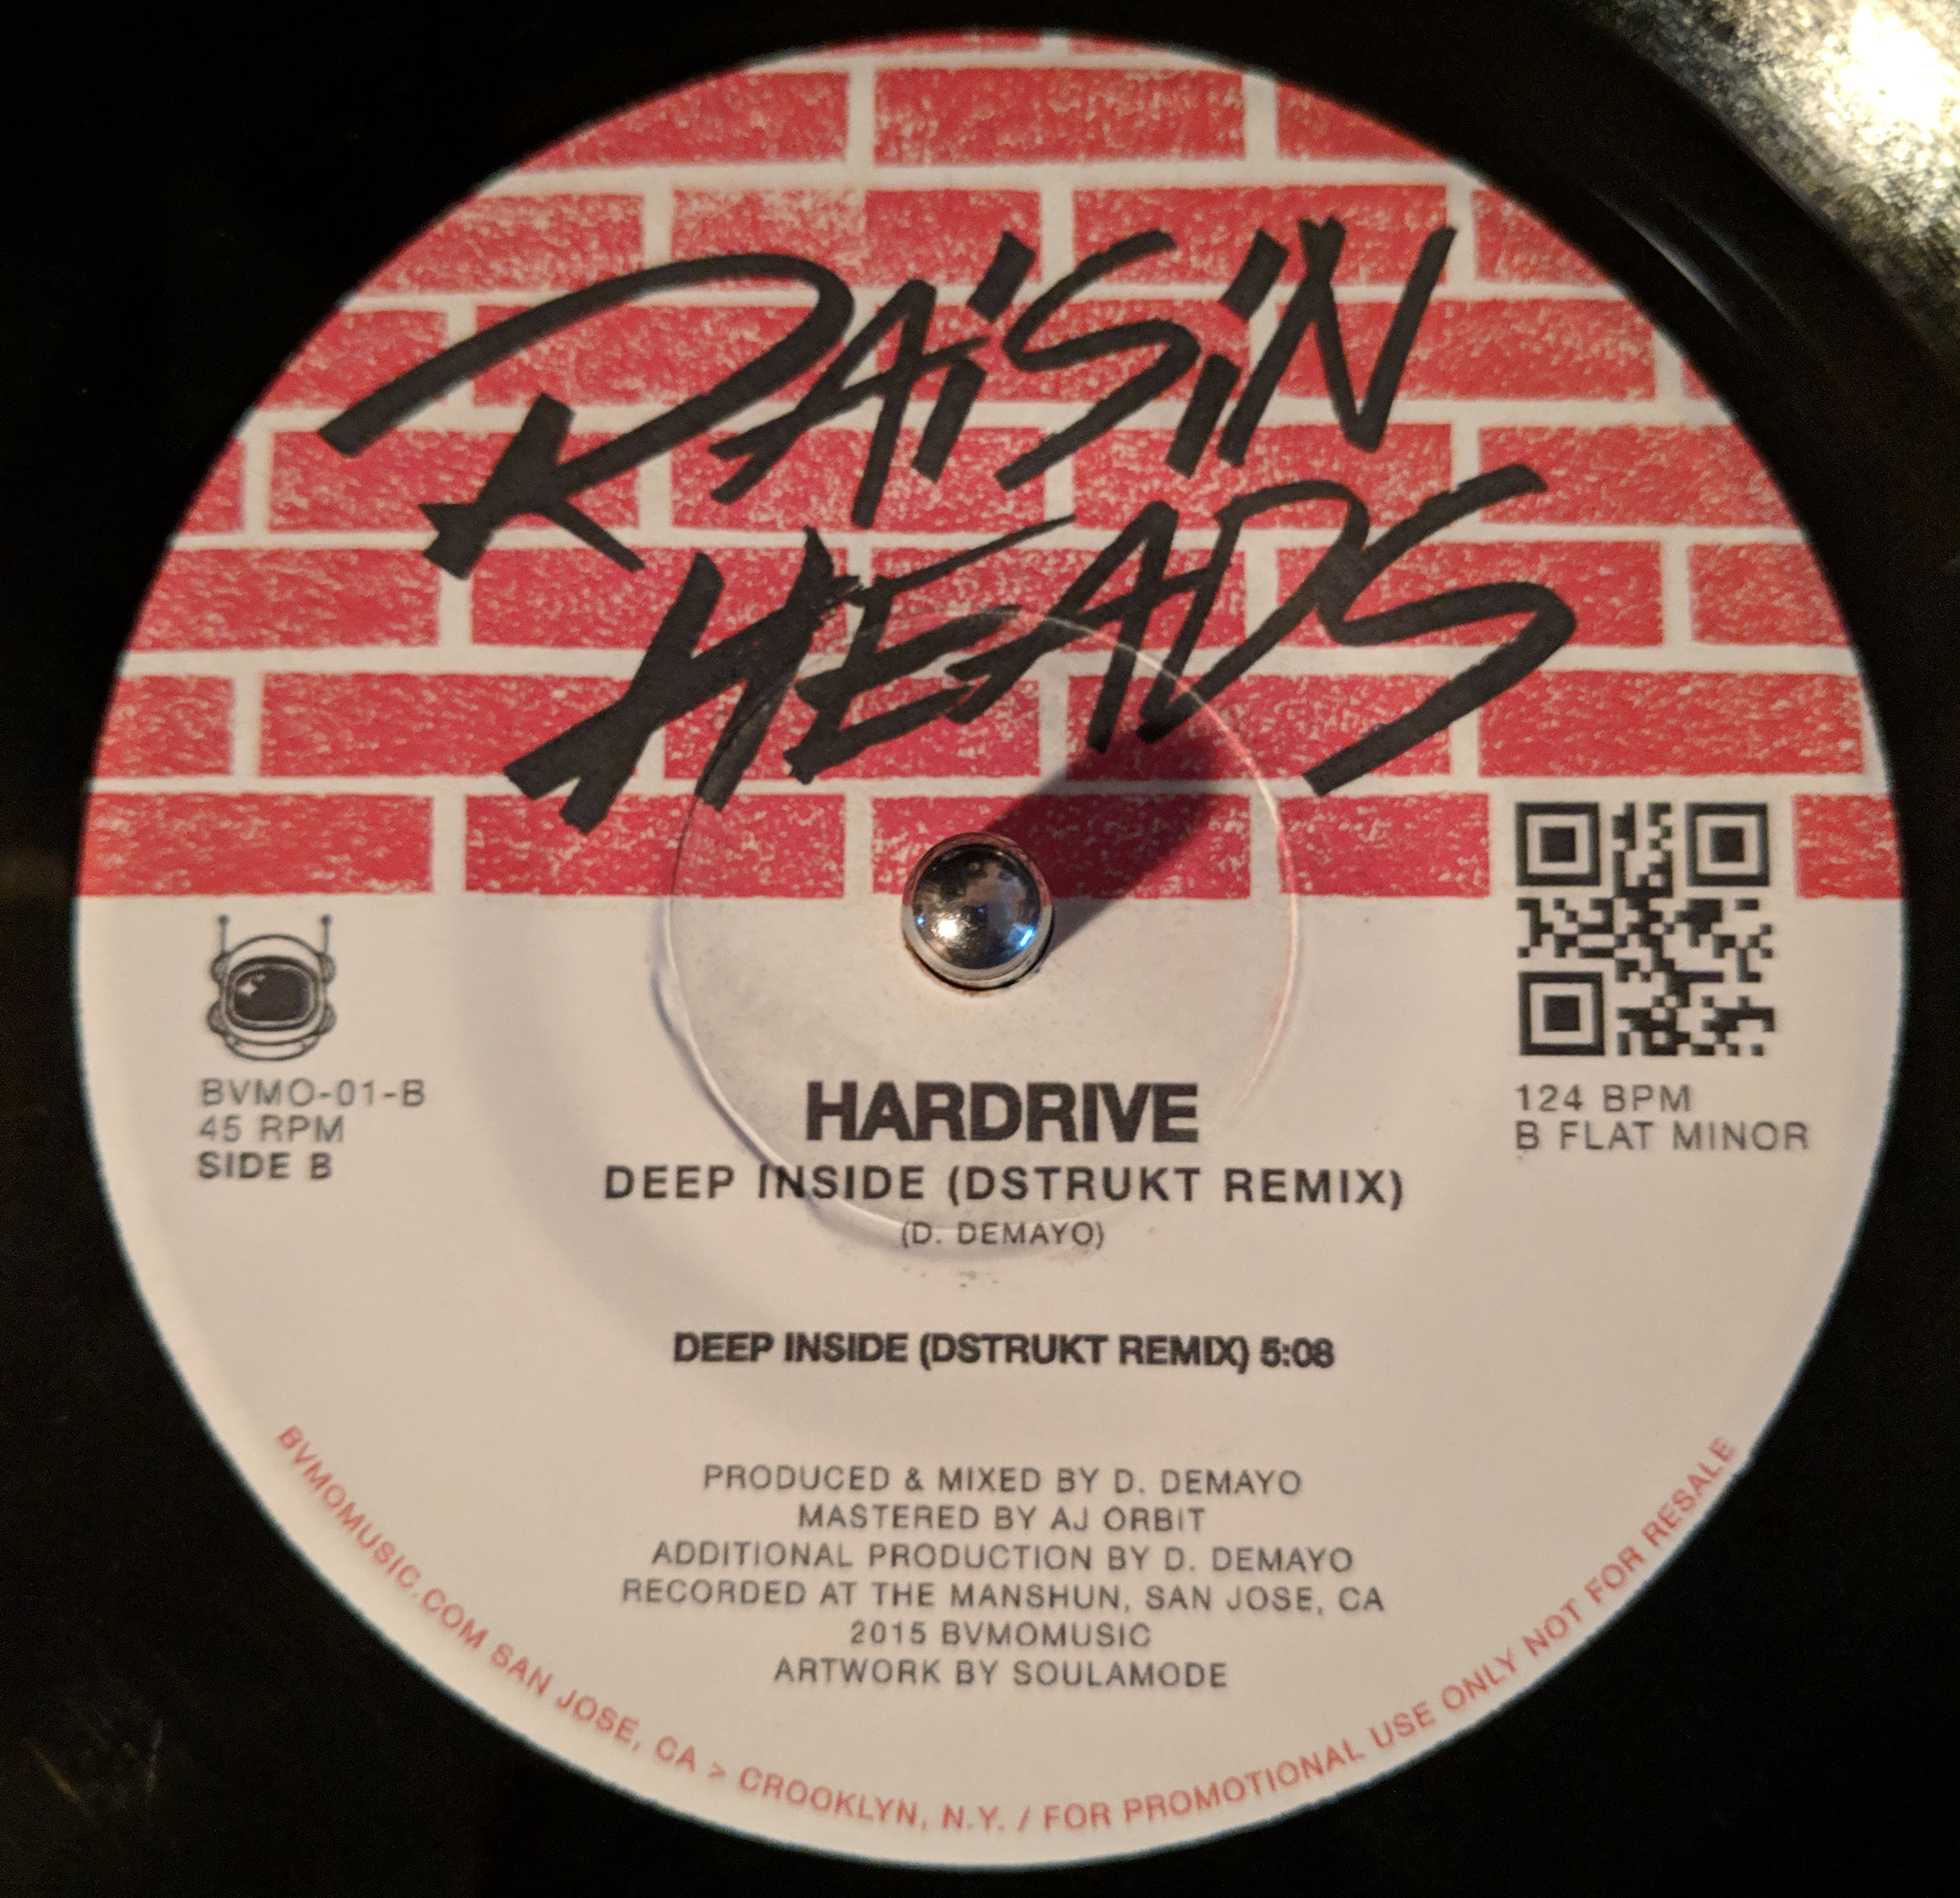 RAiSiN
HEADS
BVMO-01-B
45 RPM
SIDE B
124 BPM
B FLAT MINOR
HARDRIVE
DEEP INSIDE (DSTRUKT REMIX)
(D. DEMAYO)
DEEP INSIDE (DSTRUKT REMIX) 5:08
PRODUCED & MIXED BY D. DEMAYO
MASTERED BY AJ ORBIT
ADDITIONAL PRODUCTION BY D. DEMAYO
RECORDED AT THE MANSHUN, SAN JOSE, CA
2015 BVMOMUSIC
ARTWORK BY SOULAMODE
BVMOMUSIC.COM SAN JOSE, CA > CROOKLYN, N.Y. / FOR PROMOTIONAL USE ONLY NOT FOR RESALE